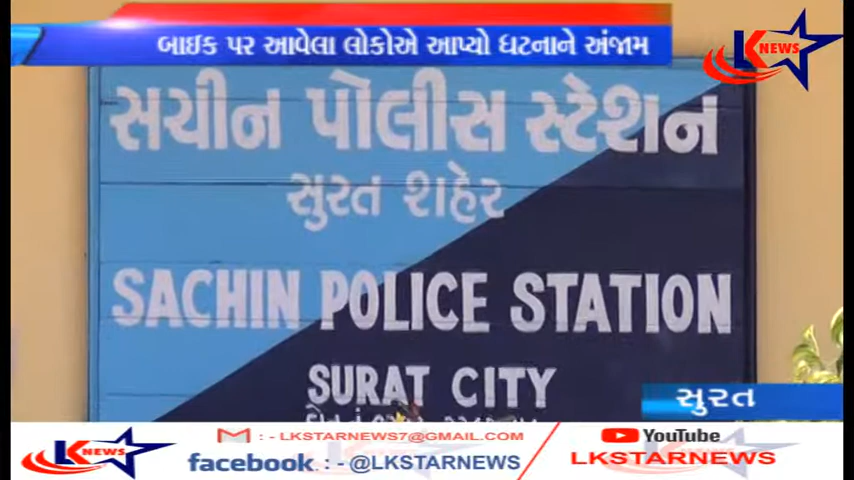 બાઇક પર આવેલા લોકોએ આપ્યો ઘટનાને અંજામ
K NEWS
સચીન પોલીસ સ્ટેશન
સુરત શહેર
SACHIN POLICE STATION
SURAT CITY
સુરત
LK NEWS
: - LKSTARNEWS7@GMAIL.COM
facebook. : - @LKSTARNEWS
YouTube
LKSTARNEWS